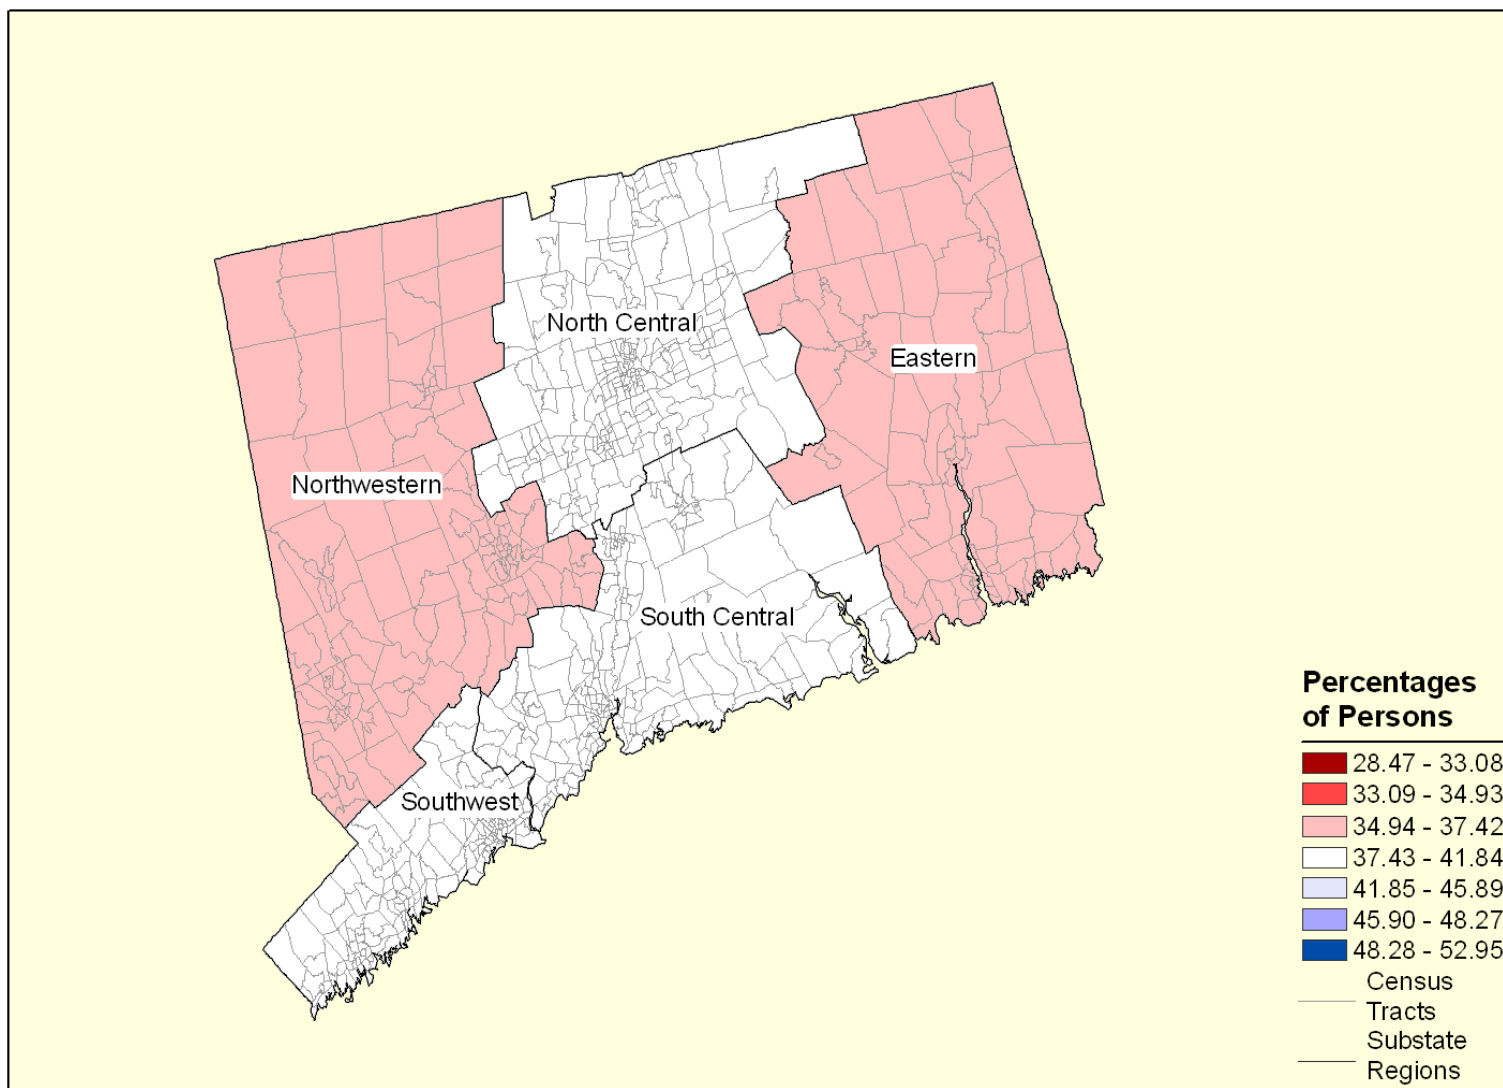 North Central
Eastern
Northwestern
South Central
Southwest
Percentages
of Persons
28.47 - 33.08
33.09 - 34.93
34.94 - 37.42
37.43 - 41.84
41.85 - 45.89
45.90 - 48.27
48.28 - 52.95
Census
Tracts
Substate
Regions